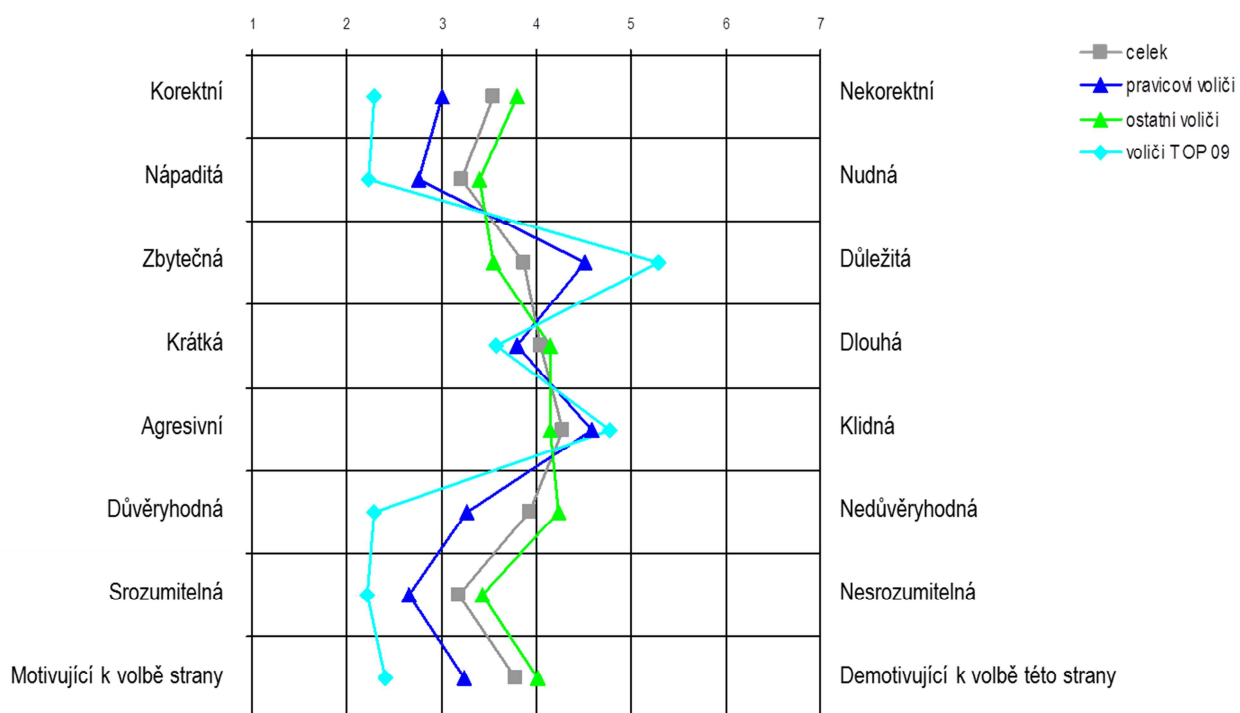 1 2 3 4 5 6 7
celek
pravicoví voliči
ostatní voliči
voliči TOP 09
Korektní Nekorektní
Nápaditá Nudná
Zbytečná Důležitá
Krátká Dlouhá
Agresivní Klidná
Důvěryhodná Nedůvěryhodná
Srozumitelná Nesrozumitelná
Motivující k volbě strany Demotivující k volbě této strany